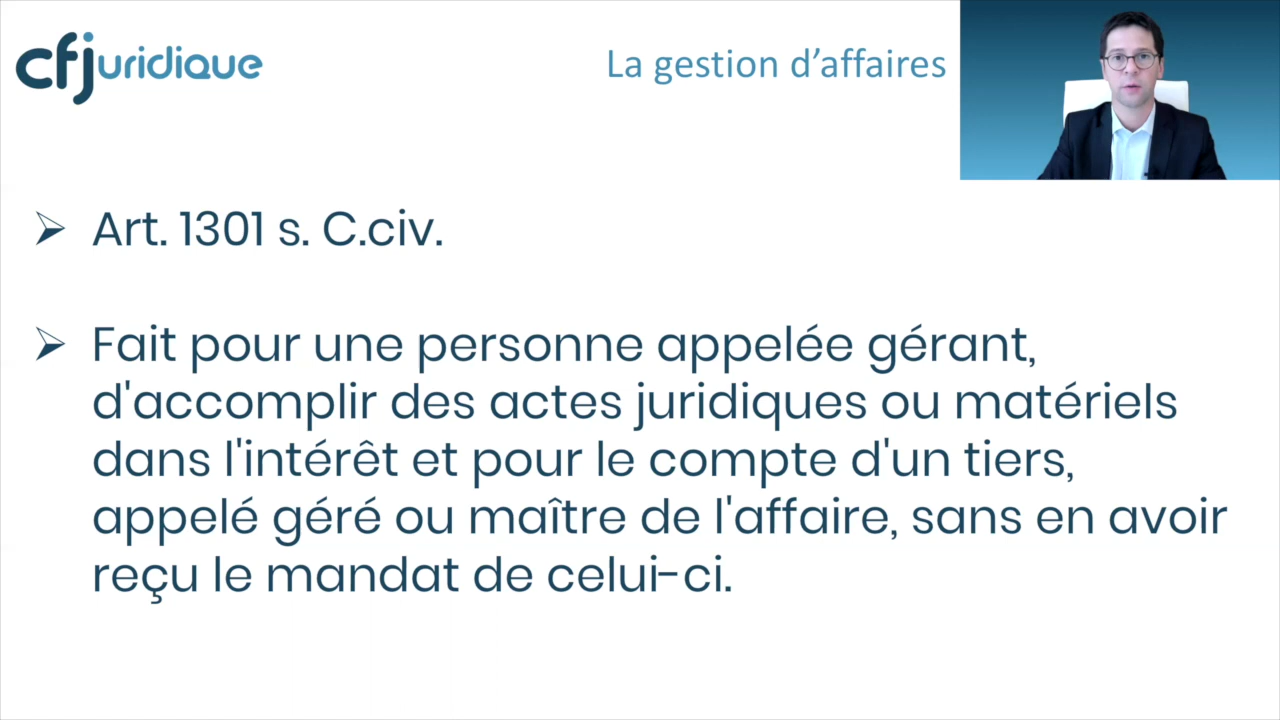 cfjuridique
La gestion d’affaires
Art. 1301 s. C.civ.
Fait pour une personne appelée gérant,
d'accomplir des actes juridiques ou matériels
dans l'intérêt et pour le compte d'un tiers,
appelé géré ou maître de l'affaire, sans en avoir
reçu le mandat de celui-ci.